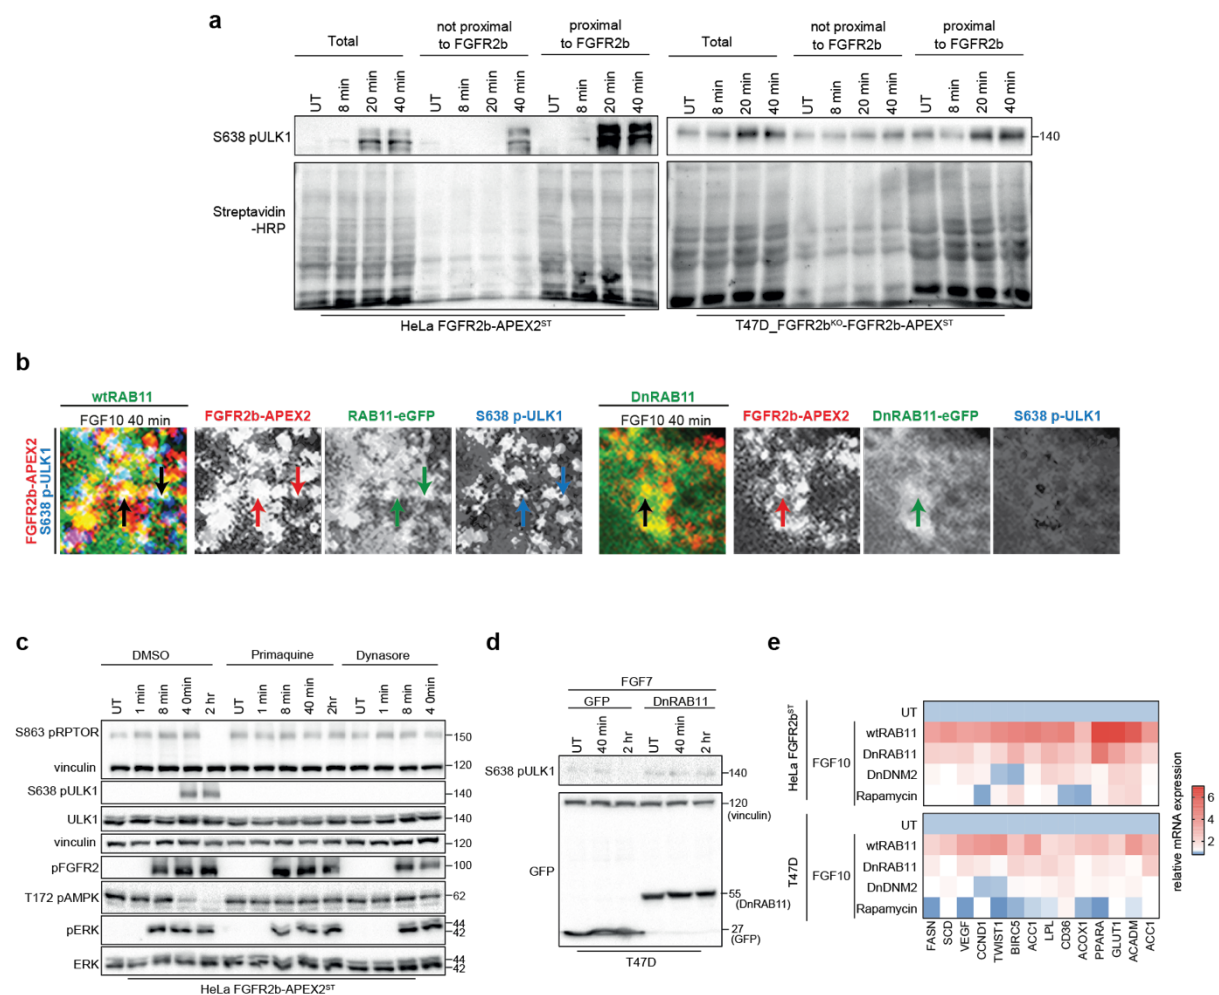 a
Total
not proximal
to FGFR2b
proximal
to FGFR2b
Total
not proximal
to FGFR2b
proximal
to FGFR2b
UT
8 min
20 min
40 min
UT
8 min
20 min
40 min
UT
8 min
20 min
40 min
UT
8 min
20 min
40 min
UT
8 min
20 min
40 min
UT
8 min
20 min
40 min
S638 pULK1
140
Streptavidin
-HRP
HeLa FGFR2b-APEX2ST
T47D_FGFR2bKO-FGFR2b-APEXST
b
wtRAB11
FGF10 40 min
FGFR2b-APEX2
RAB11-eGFP
S638 p-ULK1
DnRAB11
FGF10 40 min
FGFR2b-APEX2
DnRAB11-eGFP
S638 p-ULK1
FGFR2b-APEX2
S638 p-ULK1
c
DMSO
Primaquine
Dynasore
UT
1 min
8 min
4 0min
2 hr
UT
1 min
8 min
40 min
2hr
UT
1 min
8 min
4 0min
S863 pRPTOR
150
vinculin
120
S638 pULK1
140
ULK1
140
vinculin
120
pFGFR2
100
T172 pAMPK
62
pERK
44
42
ERK
44
42
HeLa FGFR2b-APEX2ST
d
FGF7
GFP
DnRAB11
UT
40 min
2 hr
UT
40 min
2 hr
S638 pULK1
140
120
(vinculin)
GFP
55
(DnRAB11)
27
(GFP)
T47D
e
HeLa FGFR2bST
UT
FGF10
wtRAB11
DnRAB11
DnDNM2
Rapamycin
T47D
UT
FGF10
wtRAB11
DnRAB11
DnDNM2
Rapamycin
FASN
SCD
VEGF
CCND1
TWIST1
BIRC5
ACC1
LPL
CD36
ACOX1
PPARA
GLUT1
ACADM
ACC1
relative mRNA expression
6
4
2
1